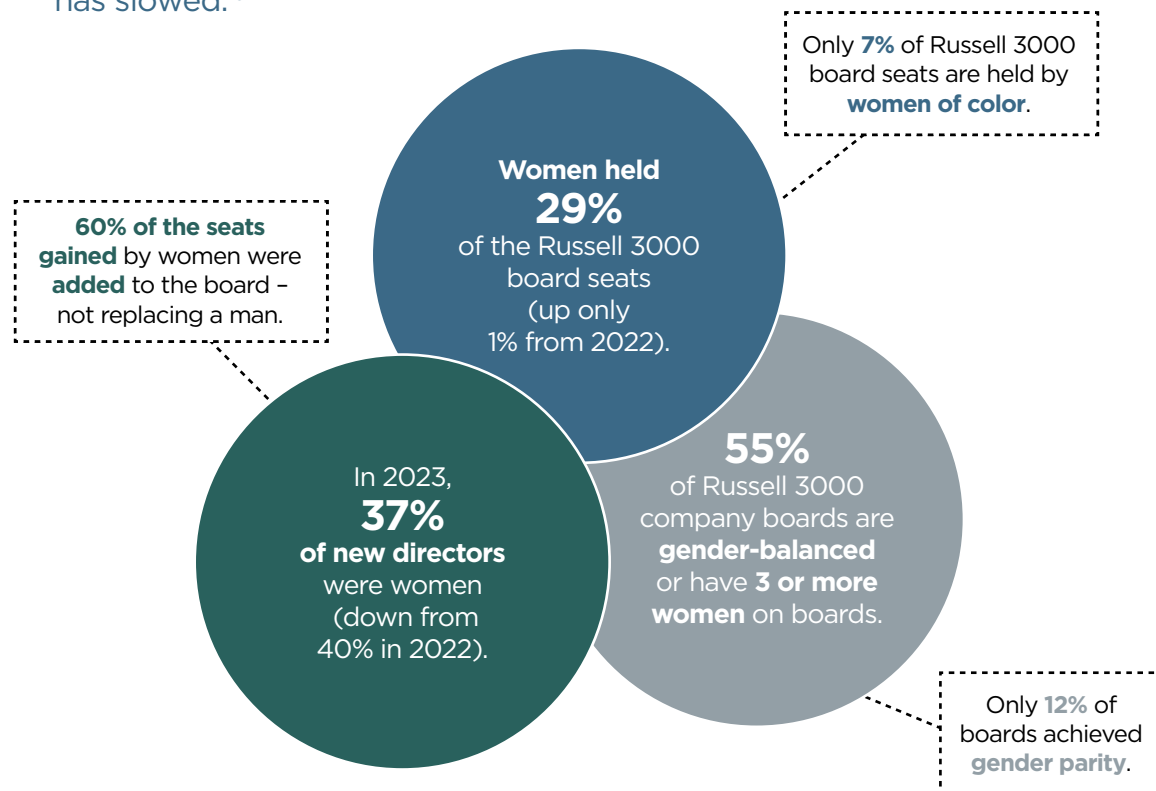 has slowed.
Only 7% of Russell 3000
board seats are held by
women of color.
Women held
29%
of the Russell 3000
board seats
(up only
1% from 2022).
60% of the seats
gained by women were
added to the board –
not replacing a man.
In 2023,
37%
of new directors
were women
(down from
40% in 2022).
55%
of Russell 3000
company boards are
gender-balanced
or have 3 or more
women on boards.
Only 12% of
boards achieved
gender parity.